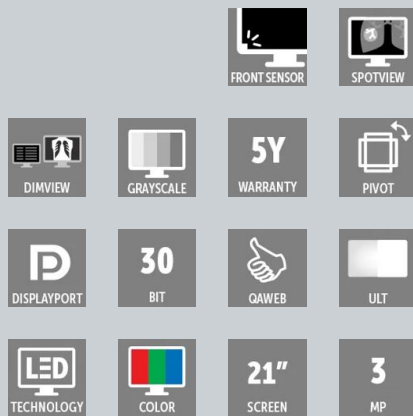 FRONT SENSOR
SPOTVIEW
DIMVIEW
GRAYSCALE
5Y
WARRANTY
PIVOT
DISPLAYPORT
30
BIT
QAWEB
ULT
LED
TECHNOLOGY
COLOR
21"
SCREEN
3
MP